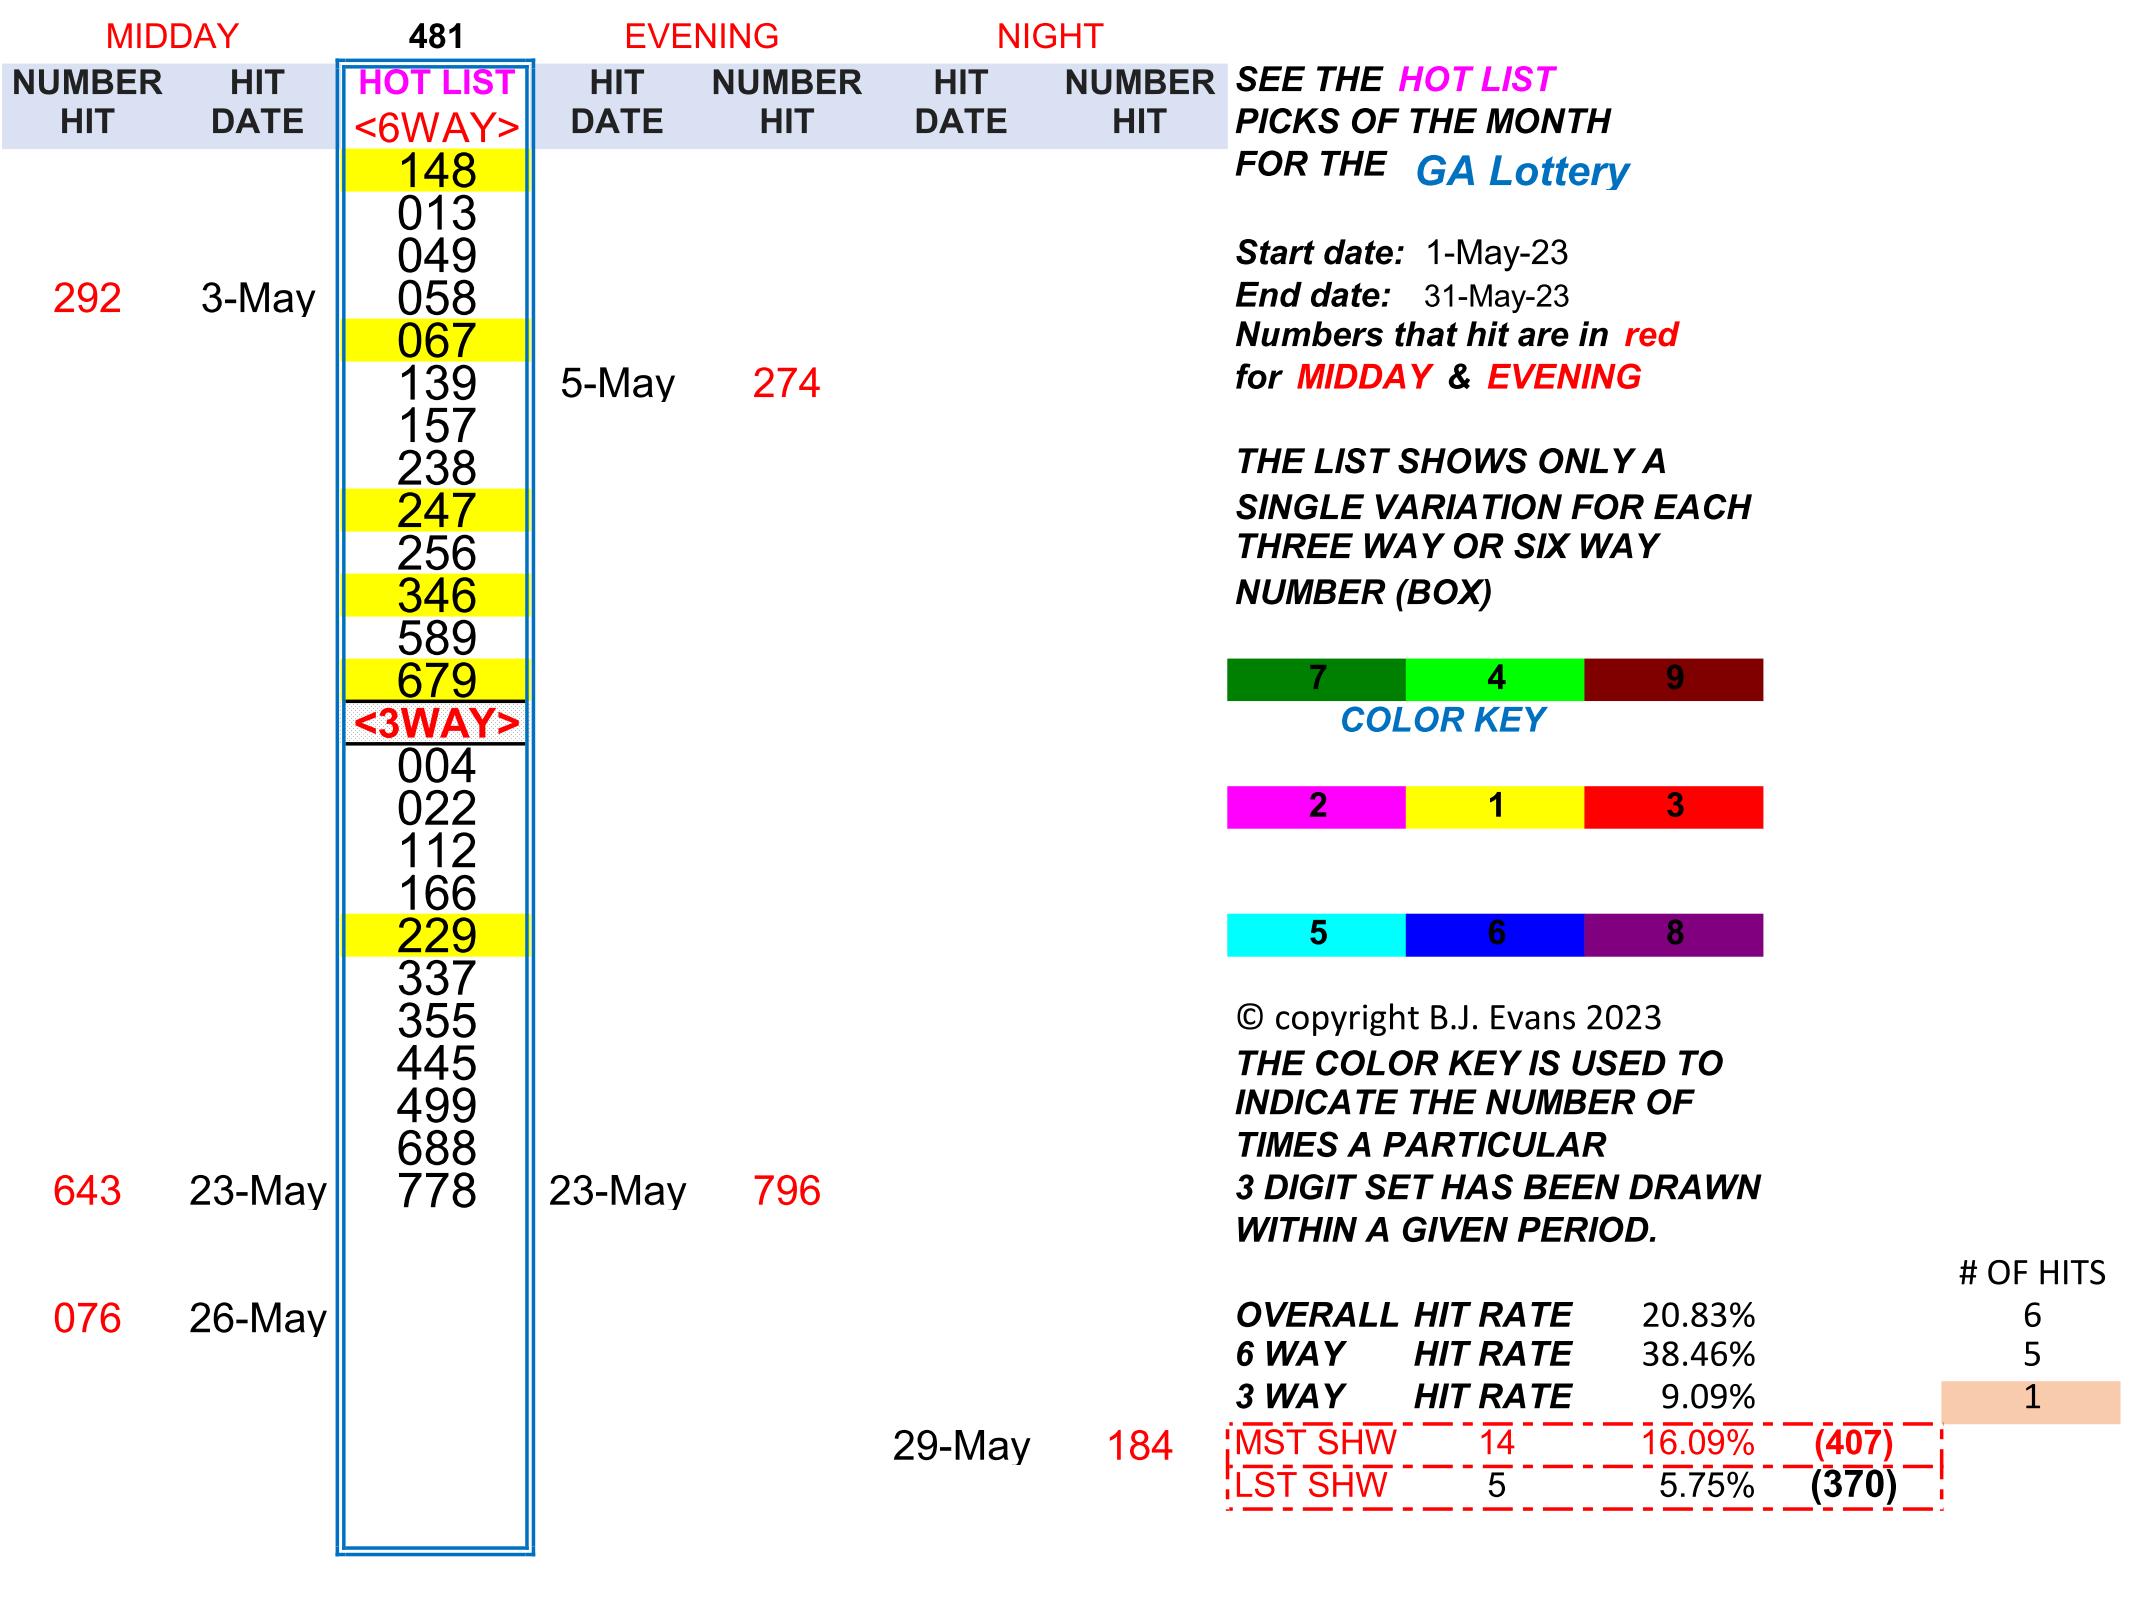 MIDDAY 481 EVENING NIGHT
NUMBER HIT HOT LIST HIT NUMBER HIT NUMBER SEE THE HOT LIST
HIT DATE <6WAY> DATE HIT DATE HIT PICKS OF THE MONTH
148 FOR THE GA Lottery
013
049 Start date: 1-May-23
292 3-May 058 End date: 31-May-23
067 Numbers that hit are in red
139 5-May 274 for MIDDAY & EVENING
157
238 THE LIST SHOWS ONLY A
247 SINGLE VARIATION FOR EACH
256 THREE WAY OR SIX WAY
346 NUMBER (BOX)
589
679 7 4 9
<3WAY> COLOR KEY
004
022 2 1 3
112
166
229 5 6 8
337
355 © copyright B.J. Evans 2023
445 THE COLOR KEY IS USED TO
499 INDICATE THE NUMBER OF
688 TIMES A PARTICULAR
643 23-May 778 23-May 796 3 DIGIT SET HAS BEEN DRAWN
WITHIN A GIVEN PERIOD.
# OF HITS
076 26-May OVERALL HIT RATE 20.83% 6
6 WAY HIT RATE 38.46% 5
3 WAY HIT RATE 9.09% 1
29-May 184 MST SHW 14 16.09% (407)
LST SHW 5 5.75% (370)